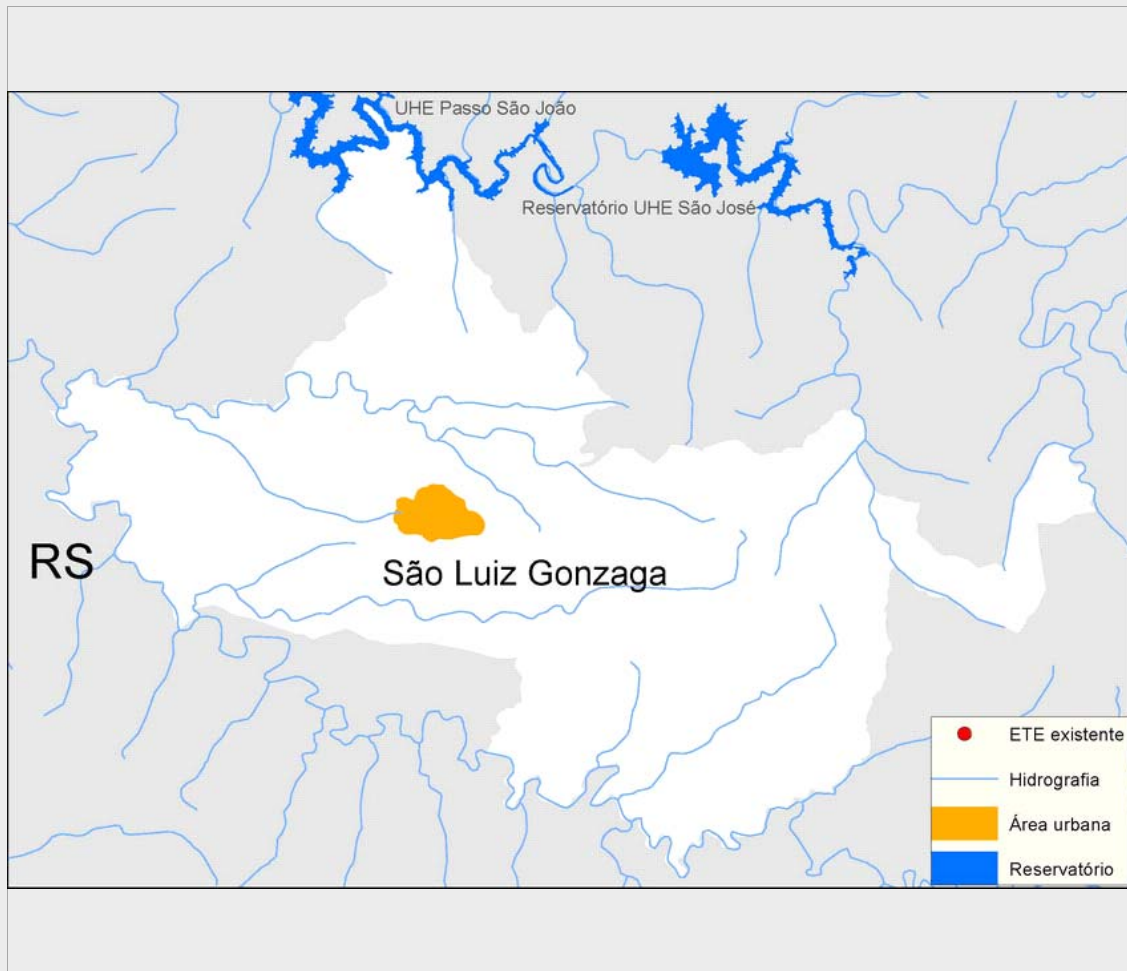 UHE Passo São João
Reservatório UHE São José
RS
São Luiz Gonzaga
ETE existente
Hidrografia
Área urbana
Reservatório